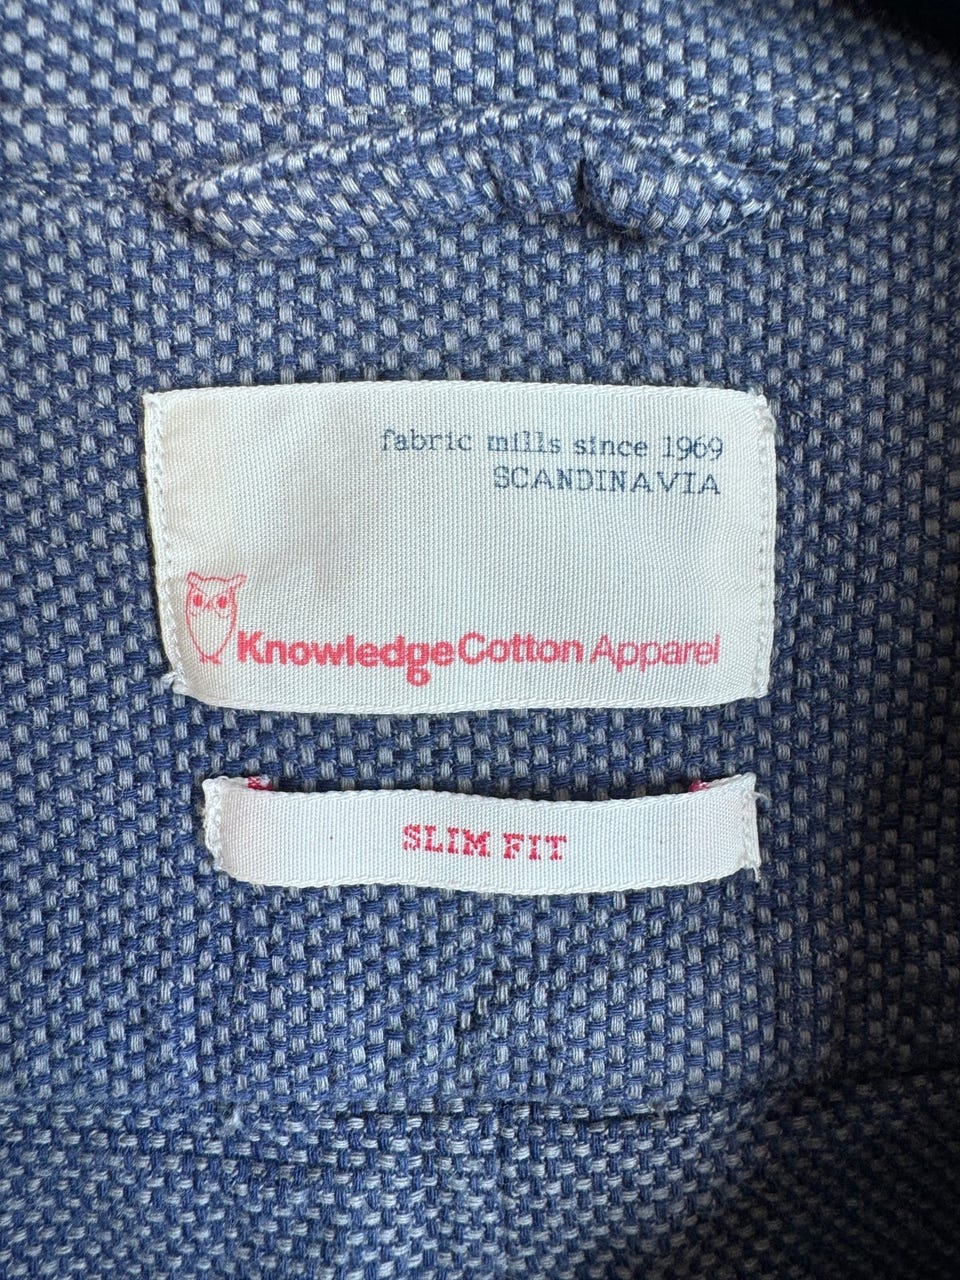 fabric mills since 1969
SCANDINAVIA
KnowledgeCotton Apparel
SLIM FIT